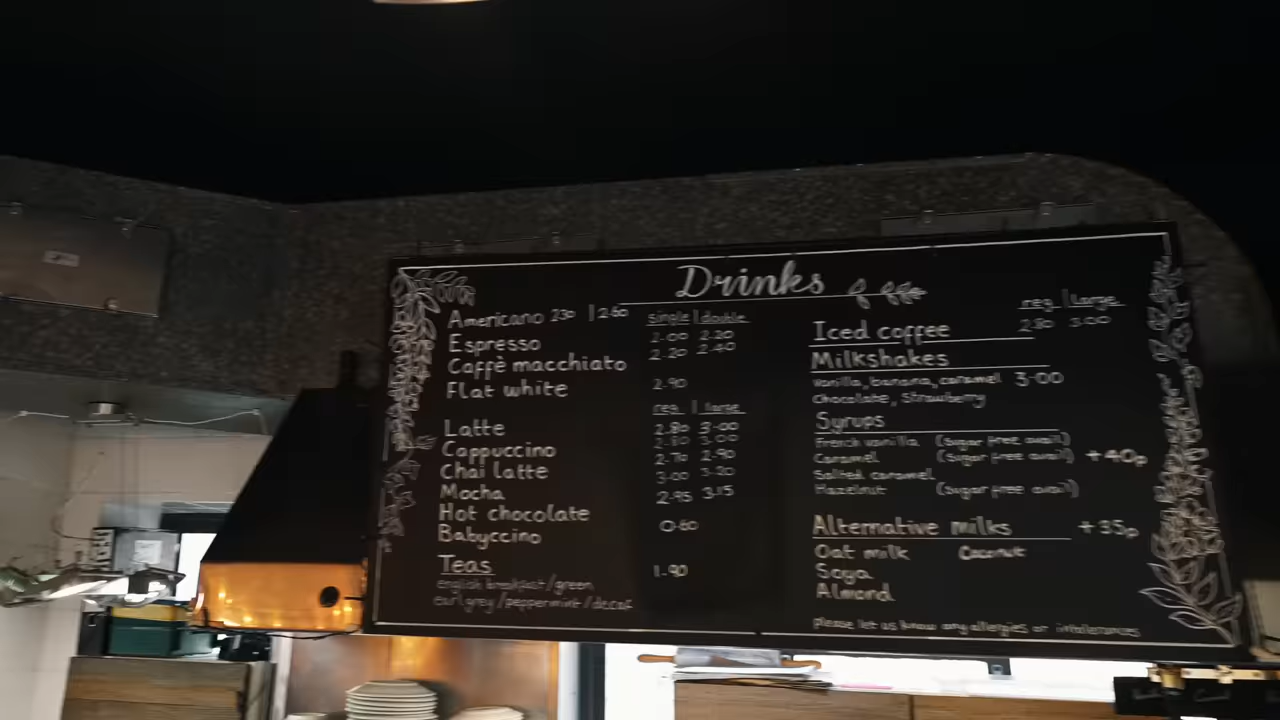 Drinks
Americano 2.30 | 2.60
single | double
Espresso 2.00 2.20
Caffè macchiato 2.20 2.40
Flat white 2.90
reg | large
Latte 2.80 3.00
Cappuccino 2.80 3.00
Chai latte 2.70 2.90
Mocha 3.00 3.20
Hot chocolate 2.95 3.15
Babyccino 0.60
Teas 1.90
english breakfast/green
earl grey/peppermint/decaf
reg | large
Iced coffee 2.80 3.00
Milkshakes
Vanilla, banana, caramel 3.00
Chocolate, Strawberry
Syrups
French vanilla (sugar free avail)
Caramel (sugar free avail) +40p
Salted caramel
Hazelnut (sugar free avail)
Alternative milks +35p
Oat milk Coconut
Soya
Almond
please let us know any allergies or intolerances